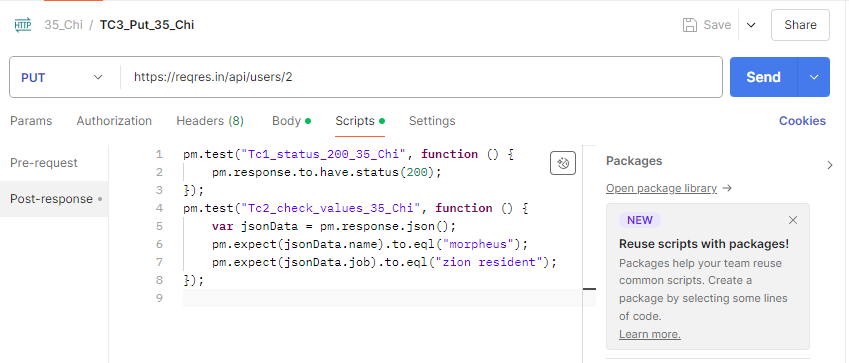 HTTP 35_Chi / TC3_Put_35_Chi Save Share
PUT https://reqres.in/api/users/2 Send
Params Authorization Headers (8) Body Scripts Settings Cookies
Pre-request
Post-response
1 pm.test("Tc1_status_200_35_Chi", function () {
2 pm.response.to.have.status(200);
3 });
4 pm.test("Tc2_check_values_35_Chi", function () {
5 var jsonData = pm.response.json();
6 pm.expect(jsonData.name).to.eql("morpheus");
7 pm.expect(jsonData.job).to.eql("zion resident");
8 });
9
Packages
Open package library →
NEW
Reuse scripts with packages!
Packages help your team reuse
common scripts. Create a
package by selecting some lines
of code.
Learn more.